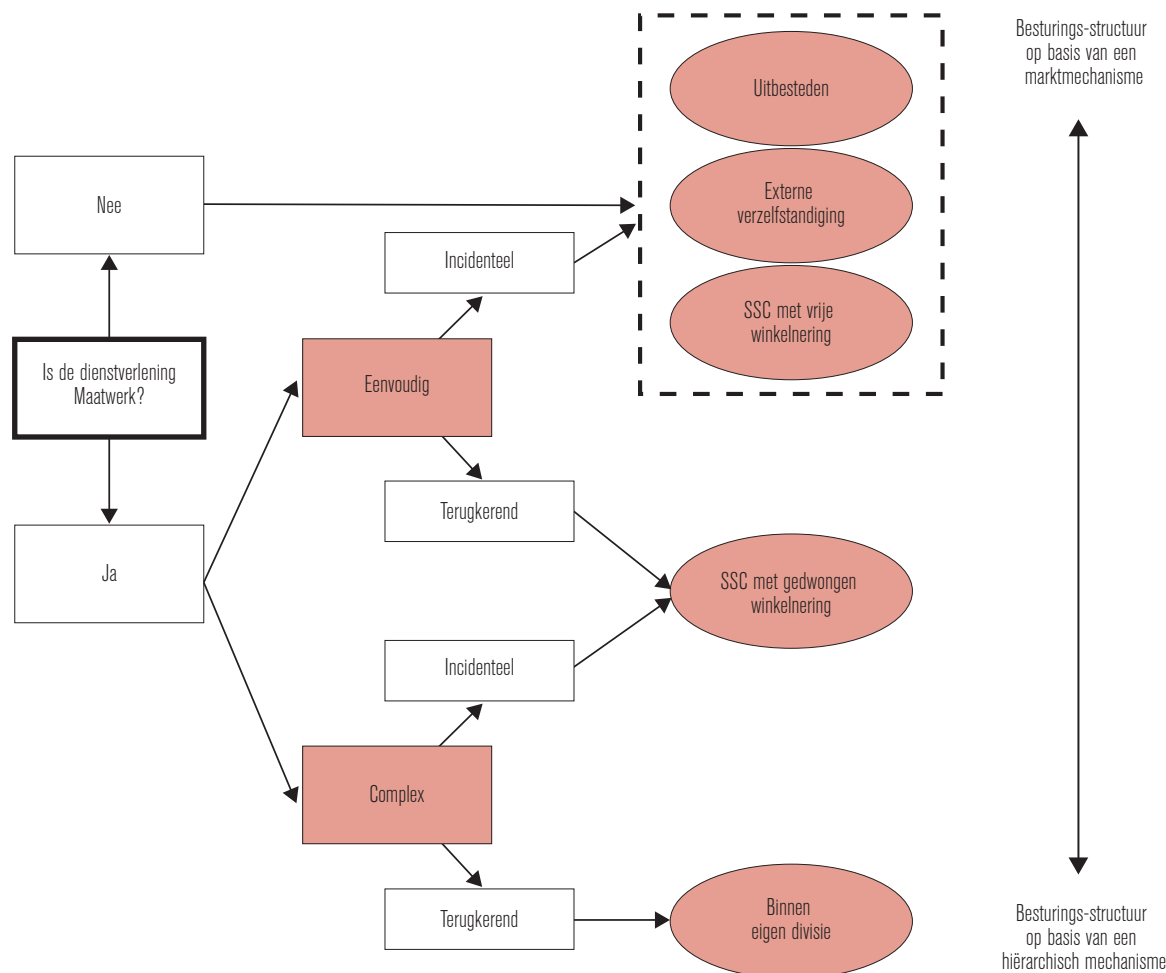 Besturings-structuur
op basis van een
marktmechanisme
Uitbesteden
Nee
Externe
verzelfstandiging
Incidenteel
SSC met vrije
winkelnering
Is de dienstverlening
Maatwerk?
Eenvoudig
Terugkerend
Ja
SSC met gedwongen
winkelnering
Incidenteel
Complex
Terugkerend
Binnen
eigen divisie
Besturings-structuur
op basis van een
hiërarchisch mechanisme